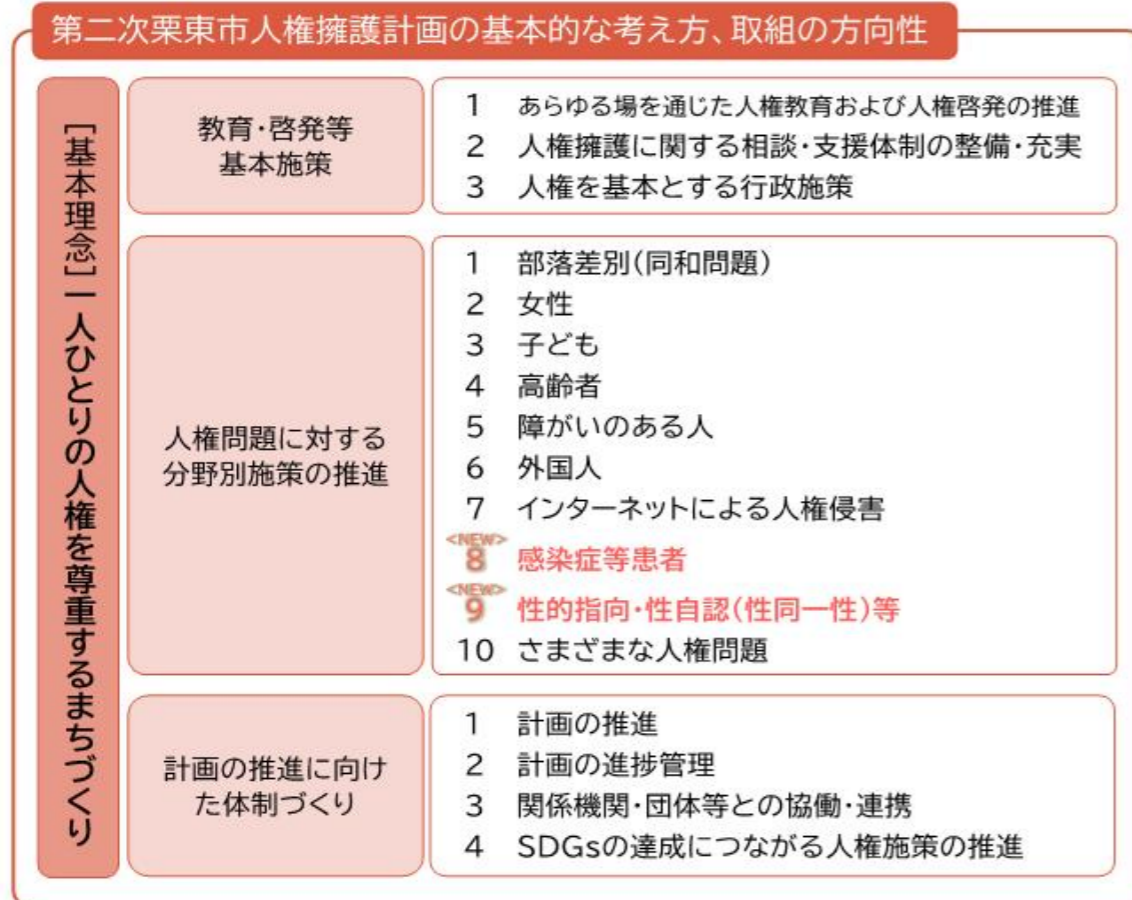 第二次栗東市人権擁護計画の基本的な考え方、取組の方向性
[基本理念]一人ひとりの人権を尊重するまちづくり
教育・啓発等
基本施策
1 あらゆる場を通じた人権教育および人権啓発の推進
2 人権擁護に関する相談・支援体制の整備・充実
3 人権を基本とする行政施策
人権問題に対する
分野別施策の推進
1 部落差別(同和問題)
2 女性
3 子ども
4 高齢者
5 障がいのある人
6 外国人
7 インターネットによる人権侵害
<NEW>
8 感染症等患者
<NEW>
9 性的指向・性自認(性同一性)等
10 さまざまな人権問題
計画の推進に向け
た体制づくり
1 計画の推進
2 計画の進捗管理
3 関係機関・団体等との協働・連携
4 SDGsの達成につながる人権施策の推進